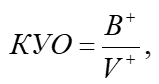 КУО = B⁺ / V⁺ ,